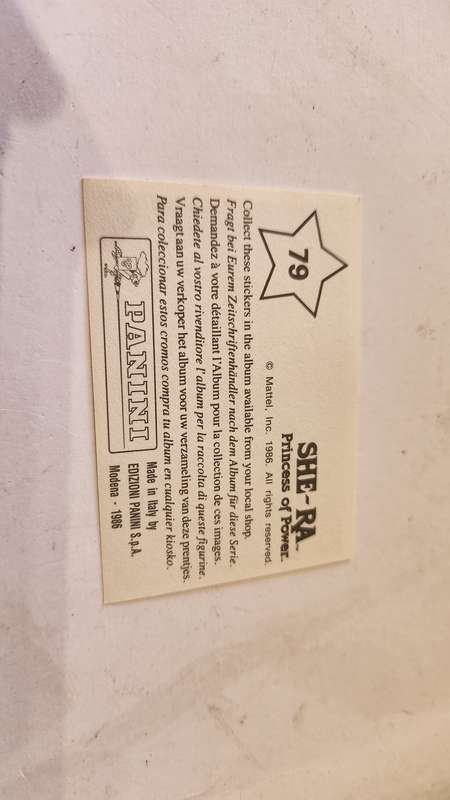 79
SHE-RA™
Princess of Power™
© Mattel, Inc. 1986. All rights reserved.
Collect these stickers in the album available from your local shop.
Fragt bei Eurem Zeitschriftenhändler nach dem Album für diese Serie.
Demandez à votre détaillant l'Album pour la collection de ces images.
Chiedete al vostro rivenditore l'album per la raccolta di queste figurine.
Vraagt aan uw verkoper het album voor uw verzameling van deze prentjes.
Para coleccionar estos cromos compra tu album en cualquier kiosko.
PANINI
Made in Italy by
EDIZIONI PANINI S.p.A.
Modena - 1986